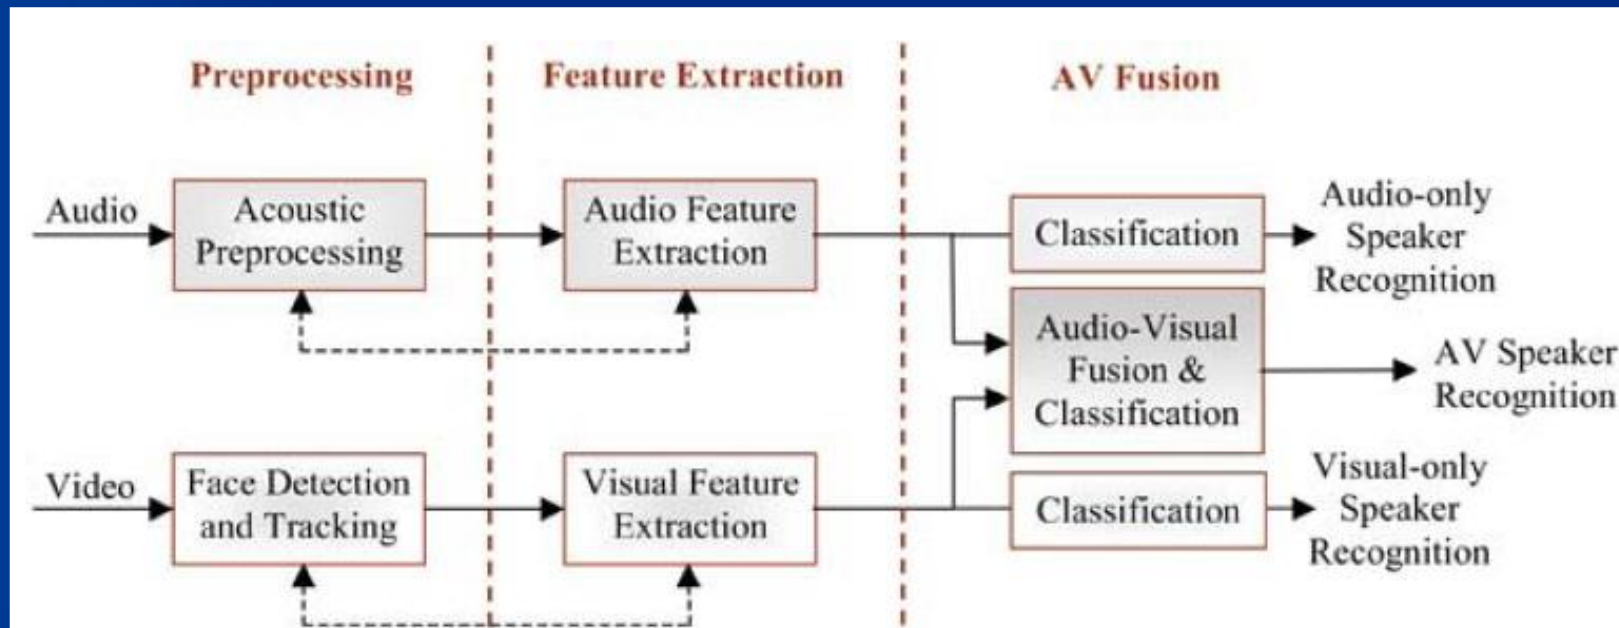 Preprocessing
Feature Extraction
AV Fusion
Audio
Acoustic
Preprocessing
Audio Feature
Extraction
Classification
Audio-only
Speaker
Recognition
Audio-Visual
Fusion &
Classification
AV Speaker
Recognition
Video
Face Detection
and Tracking
Visual Feature
Extraction
Classification
Visual-only
Speaker
Recognition